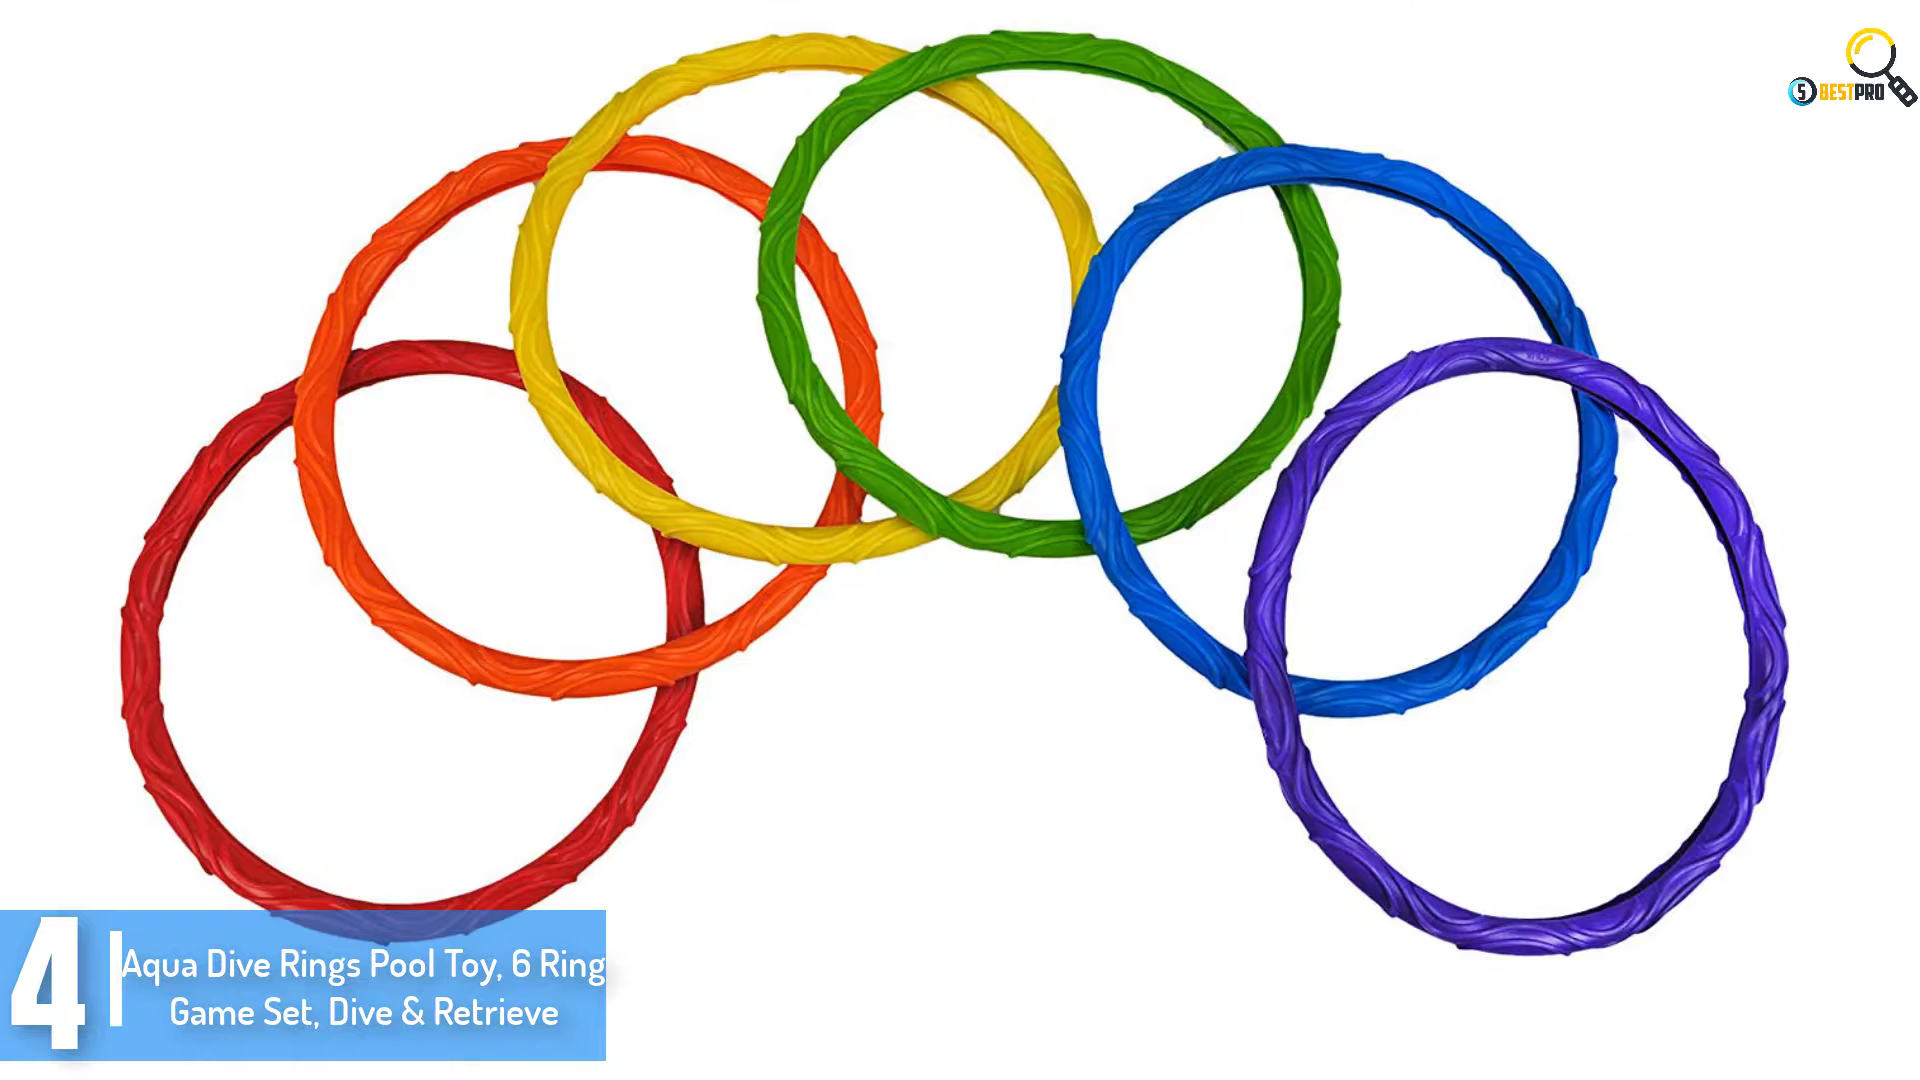 5 BESTPRO
4
Aqua Dive Rings Pool Toy, 6 Ring
Game Set, Dive & Retrieve